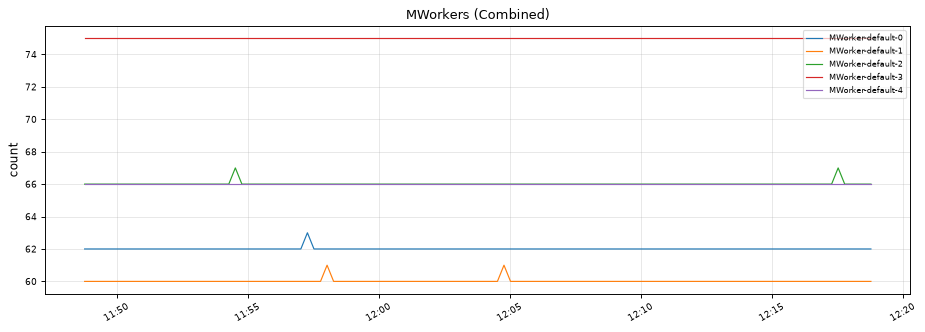 MWorkers (Combined)
MWorker-default-0
MWorker-default-1
MWorker-default-2
MWorker-default-3
MWorker-default-4
count
74
72
70
68
66
64
62
60
11:50
11:55
12:00
12:05
12:10
12:15
12:20